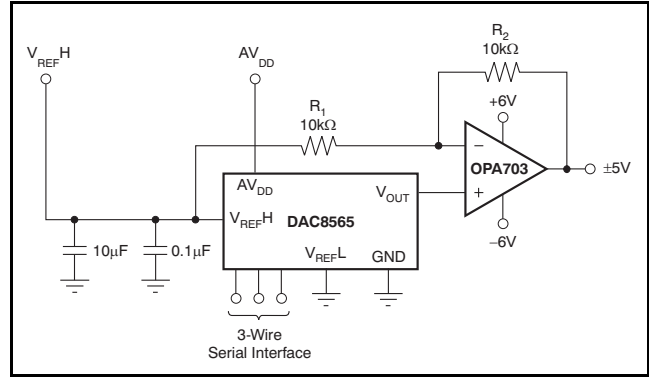 V_REF H
AV_DD
R_2
10kΩ
R_1
10kΩ
+6V
–
OPA703
+
±5V
–6V
AV_DD
V_REF H
DAC8565
V_OUT
V_REF L
GND
10μF
0.1μF
3-Wire
Serial Interface